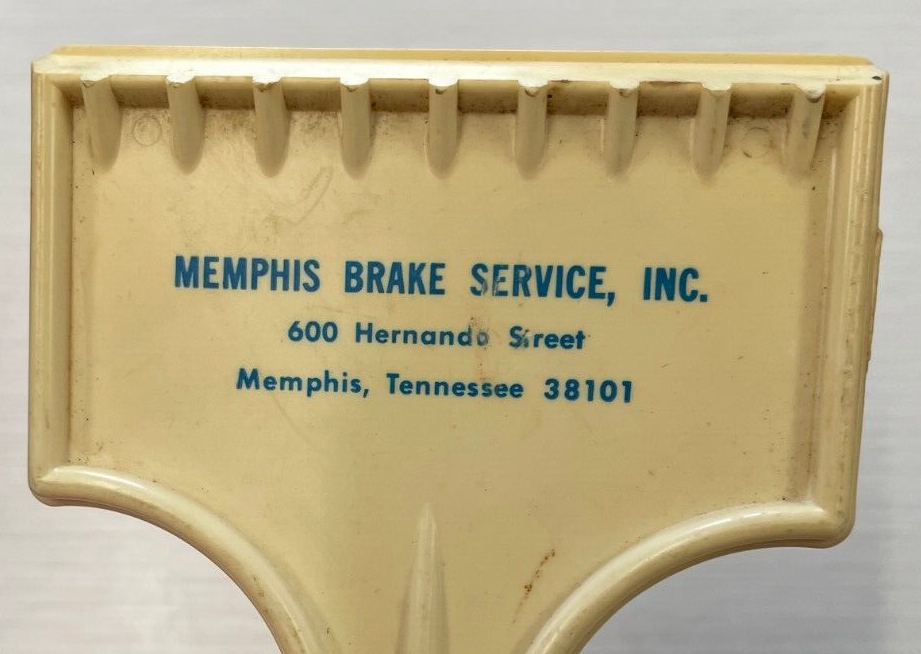 MEMPHIS BRAKE SERVICE, INC.
600 Hernando Street
Memphis, Tennessee 38101